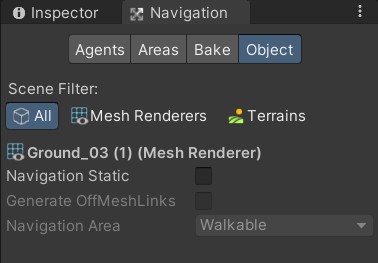 Inspector Navigation
Agents Areas Bake Object
Scene Filter:
All Mesh Renderers Terrains
Ground_03 (1) (Mesh Renderer)
Navigation Static
Generate OffMeshLinks
Navigation Area Walkable